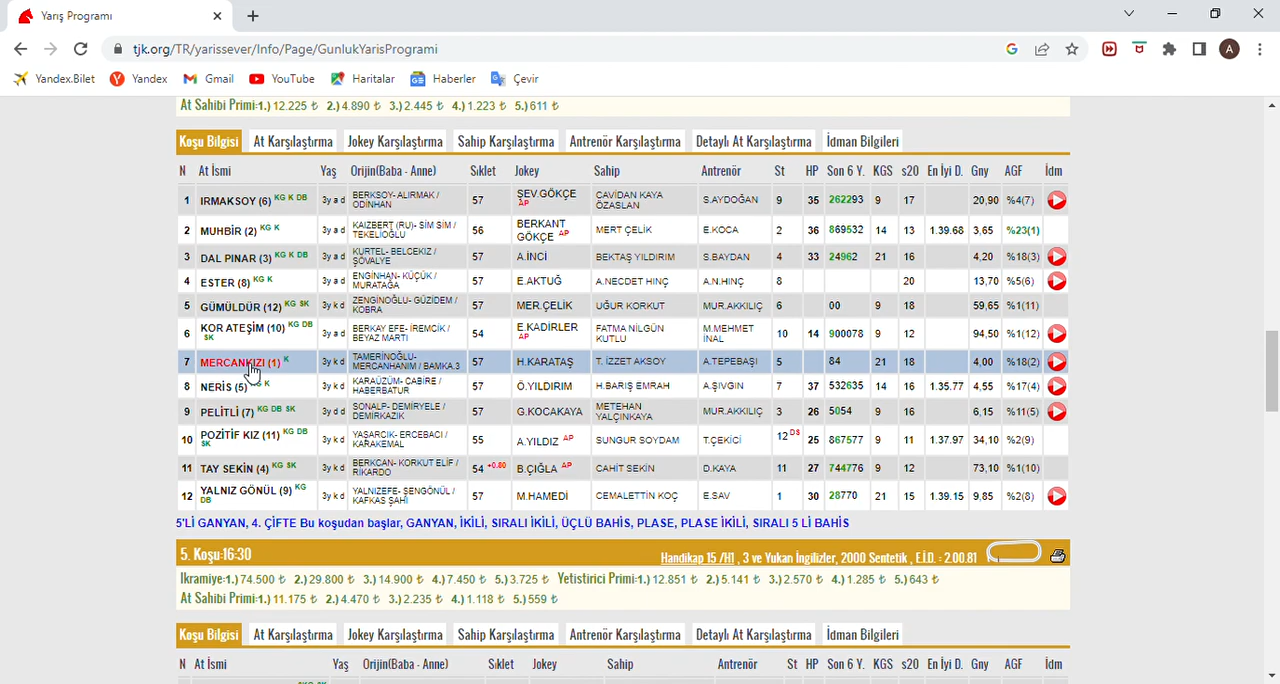 Yarış Programı
tjk.org/TR/yarissever/Info/Page/GunlukYarisProgrami
A
Yandex.Bilet Yandex Gmail YouTube Haritalar Haberler Çevir
At Sahibi Primi:1.) 12.225 ₺ 2.) 4.890 ₺ 3.) 2.445 ₺ 4.) 1.223 ₺ 5.) 611 ₺
Koşu Bilgisi At Karşılaştırma Jokey Karşılaştırma Sahip Karşılaştırma Antrenör Karşılaştırma Detaylı At Karşılaştırma İdman Bilgileri
N At İsmi Yaş Orijin(Baba - Anne) Sıklet Jokey Sahip Antrenör St HP Son 6 Y. KGS s20 En İyi D. Gny AGF İdm
1 IRMAKSOY (6) KG K DB 3y a d BERKSOY- ALIRMAK / ODİNHAN 57 ŞEV.GÖKÇE AP CAVİDAN KAYA ÖZASLAN S.AYDOĞAN 9 35 262293 9 17 20,90 %4(7)
2 MUHBİR (2) KG K 3y a d KAIZBERT (RU)- SİM SİM / TEKELİOĞLU 56 BERKANT GÖKÇE AP MERT ÇELİK E.KOCA 2 36 869532 14 13 1.39.68 3,65 %23(1)
3 DAL PINAR (3) KG K DB 3y a d KURTEL- BELCEKIZ / ŞÖVALYE 57 A.İNCİ BEKTAŞ YILDIRIM S.BAYDAN 4 33 24962 21 16 4,20 %18(3)
4 ESTER (8) KG K 3y a d ENGİNHAN- KÜÇÜK / MURATAĞA 57 E.AKTUĞ A.NECDET HINÇ A.N.HINÇ 8 20 13,70 %5(6)
5 GÜMÜLDÜR (12) KG SK 3y d d ZENGİNOĞLU- GÜZİDEM / KOBRA 57 MER.ÇELİK UĞUR KORKUT MUR.AKKILIÇ 6 00 9 18 59,65 %1(11)
6 KOR ATEŞİM (10) KG DB SK 3y a d BERKAY EFE- İREMCİK / BEYAZ MARTI 54 E.KADİRLER AP FATMA NİLGÜN KUTLU M.MEHMET İNAL 10 14 900078 9 12 94,50 %1(12)
7 MERCANKIZI (1) K 3y k d TAMERİNOĞLU- MERCANHANIM / BAMKA.3 57 H.KARATAŞ T. İZZET AKSOY A.TEPEBAŞI 5 84 21 18 4,00 %18(2)
8 NERİS (5) K 3y k d KARAÜZÜM- CABİRE / HABERBATUR 57 Ö.YILDIRIM H.BARIŞ EMRAH A.ŞIVGIN 7 37 532635 14 16 1.35.77 4,55 %17(4)
9 PELİTLİ (7) KG DB SK 3y d d SONALP- DEMİRYELE / DEMİRKAZIK 57 G.KOCAKAYA METEHAN YALÇINKAYA MUR.AKKILIÇ 3 26 5054 9 16 6,15 %11(5)
10 POZİTİF KIZ (11) KG DB SK 3y k d YAŞARCIK- ERCEBACI / KARAKEMAL 55 A.YILDIZ AP SUNGUR SOYDAM T.ÇEKİCİ 12 DS 25 867577 9 11 1.37.97 34,10 %2(9)
11 TAY SEKİN (4) KG SK 3y k d BERKCAN- KORKUT ELİF / RİKARDO 54 +0.80 B.ÇIĞLA AP CAHİT SEKİN D.KAYA 11 27 744776 9 12 73,10 %1(10)
12 YALNIZ GÖNÜL (9) KG DB 3y k d YALNIZEFE- ŞENGÖNÜL / KAFKAS ŞAHI 57 M.HAMEDİ CEMALETTİN KOÇ E.SAV 1 30 28770 21 15 1.39.15 9,85 %2(8)
5'Lİ GANYAN, 4. ÇİFTE Bu koşudan başlar, GANYAN, İKİLİ, SIRALI İKİLİ, ÜÇLÜ BAHİS, PLASE, PLASE İKİLİ, SIRALI 5 Lİ BAHİS
5. Koşu:16:30 Handikap 15 /H1 , 3 ve Yukarı İngilizler, 2000 Sentetik , E.İ.D. : 2.00.81
İkramiye:1.) 74.500 ₺ 2.) 29.800 ₺ 3.) 14.900 ₺ 4.) 7.450 ₺ 5.) 3.725 ₺ Yetistirici Primi:1.) 12.851 ₺ 2.) 5.141 ₺ 3.) 2.570 ₺ 4.) 1.285 ₺ 5.) 643 ₺
At Sahibi Primi:1.) 11.175 ₺ 2.) 4.470 ₺ 3.) 2.235 ₺ 4.) 1.118 ₺ 5.) 559 ₺
Koşu Bilgisi At Karşılaştırma Jokey Karşılaştırma Sahip Karşılaştırma Antrenör Karşılaştırma Detaylı At Karşılaştırma İdman Bilgileri
N At İsmi Yaş Orijin(Baba - Anne) Sıklet Jokey Sahip Antrenör St HP Son 6 Y. KGS s20 En İyi D. Gny AGF İdm